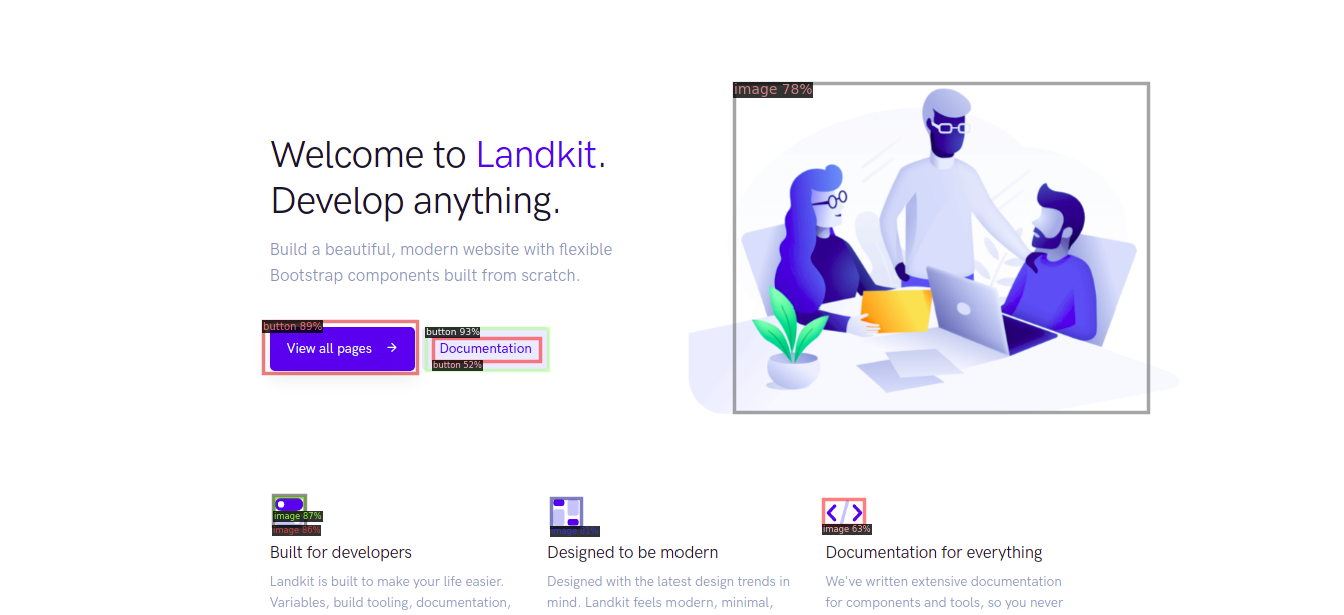 image 78%
Welcome to Landkit.
Develop anything.
Build a beautiful, modern website with flexible
Bootstrap components built from scratch.
button 89%
View all pages
button 93%
Documentation
button 52%
image 87%
image 86%
image 63%
Built for developers
Designed to be modern
Documentation for everything
Landkit is built to make your life easier.
Variables, build tooling, documentation,
Designed with the latest design trends in
mind. Landkit feels modern, minimal,
We've written extensive documentation
for components and tools, so you never